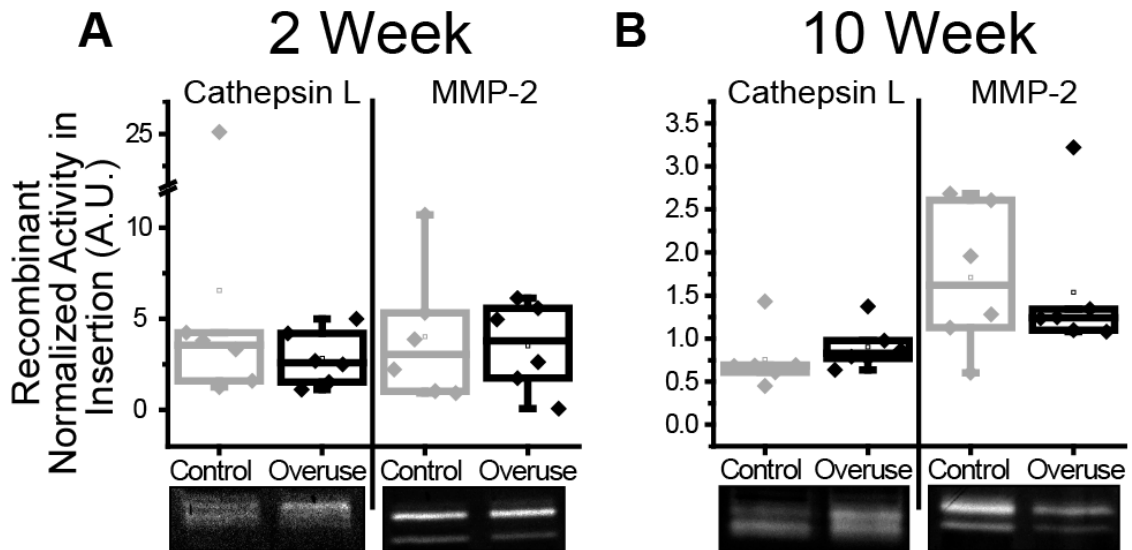 A 2 Week
B 10 Week
Recombinant
Normalized Activity in
Insertion (A.U.)
Cathepsin L MMP-2
25
10
5
0
Control Overuse Control Overuse
Cathepsin L MMP-2
3.5
3.0
2.5
2.0
1.5
1.0
0.5
0.0
Control Overuse Control Overuse